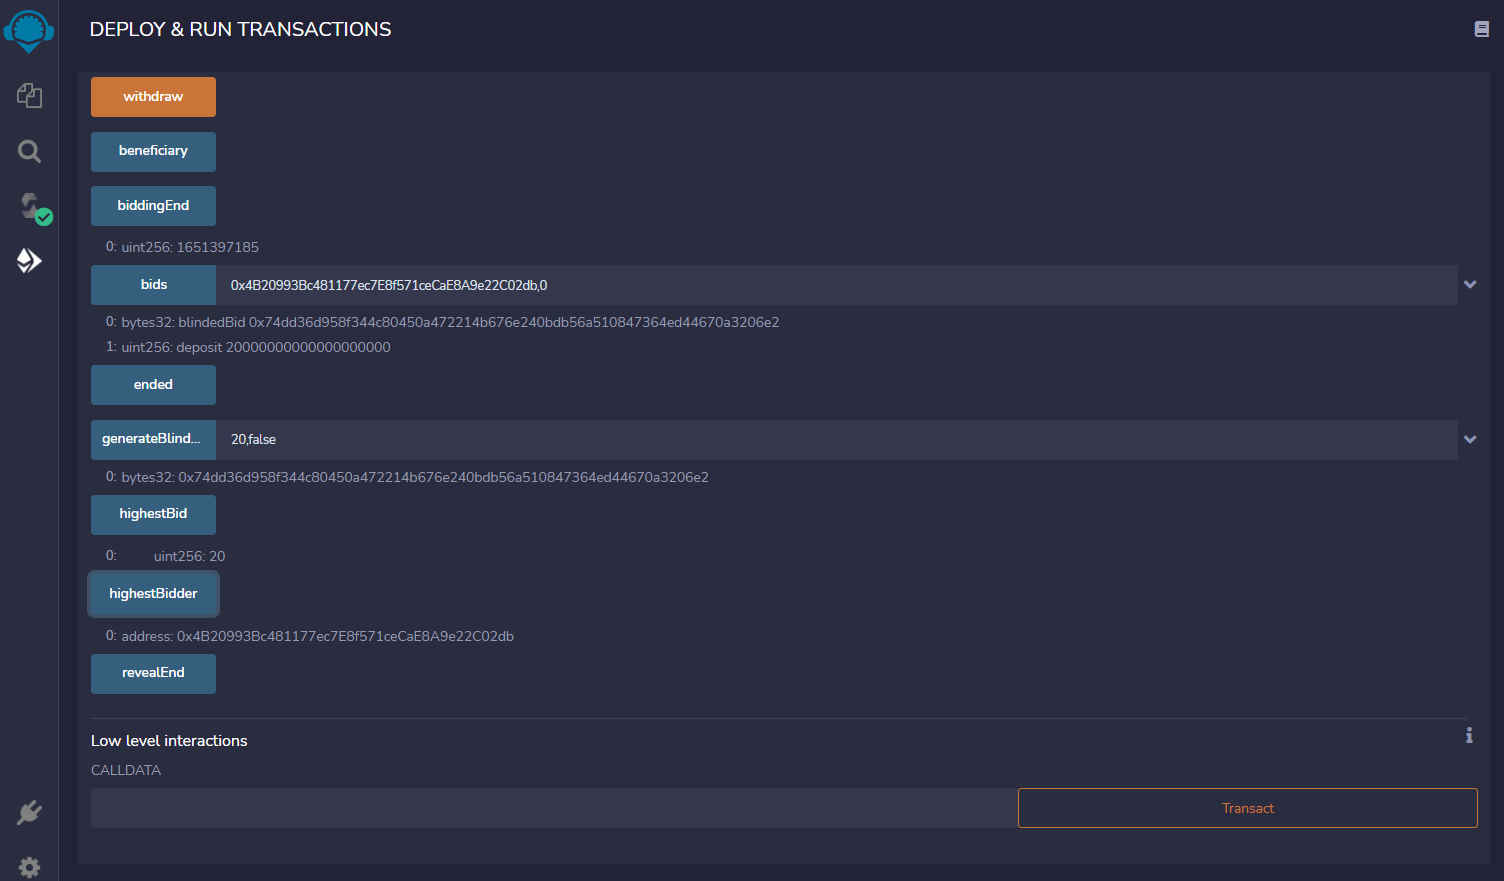 DEPLOY & RUN TRANSACTIONS
withdraw
beneficiary
biddingEnd
0: uint256: 1651397185
bids 0x4B20993Bc481177ec7E8f571ceCaE8A9e22C02db,0
0: bytes32: blindedBid 0x74dd36d958f344c80450a472214b676e240bdb56a510847364ed44670a3206e2
1: uint256: deposit 20000000000000000000
ended
generateBlind... 20,false
0: bytes32: 0x74dd36d958f344c80450a472214b676e240bdb56a510847364ed44670a3206e2
highestBid
0: uint256: 20
highestBidder
0: address: 0x4B20993Bc481177ec7E8f571ceCaE8A9e22C02db
revealEnd
Low level interactions
CALLDATA
Transact